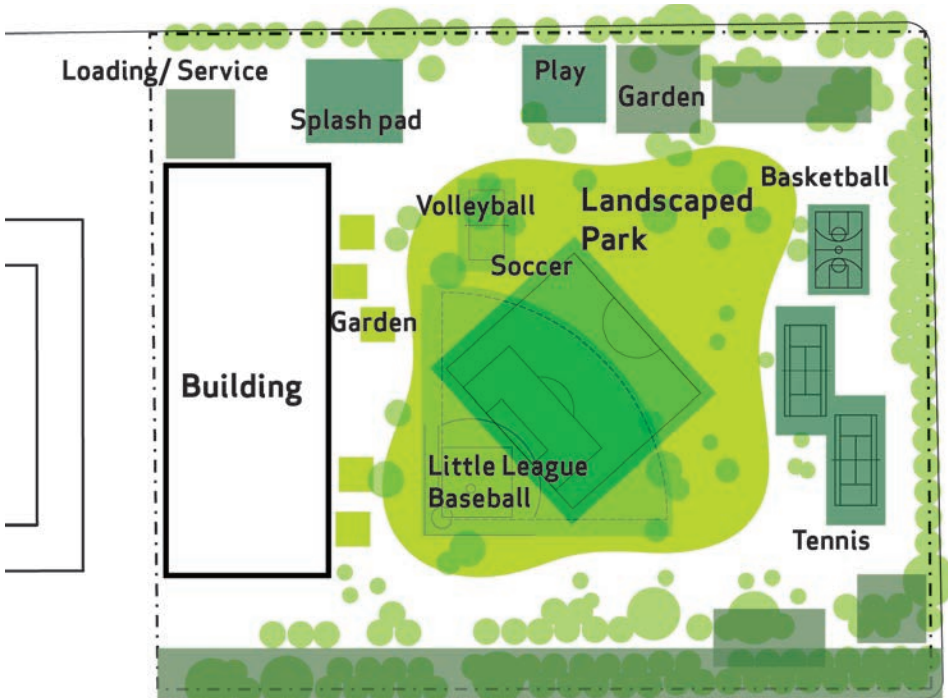 Loading/ Service
Splash pad
Play
Garden
Basketball
Volleyball
Landscaped
Park
Soccer
Garden
Building
Little League
Baseball
Tennis